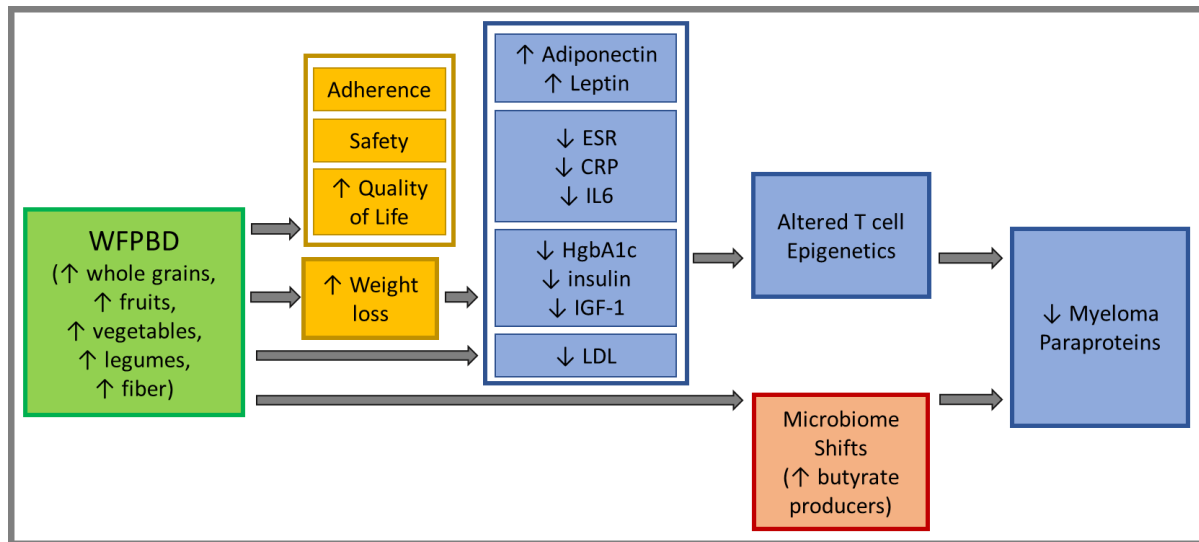 WFPBD
(↑ whole grains,
↑ fruits,
↑ vegetables,
↑ legumes,
↑ fiber)
Adherence
Safety
↑ Quality
of Life
↑ Weight
loss
↑ Adiponectin
↑ Leptin
↓ ESR
↓ CRP
↓ IL6
↓ HgbA1c
↓ insulin
↓ IGF-1
↓ LDL
Altered T cell
Epigenetics
Microbiome
Shifts
(↑ butyrate
producers)
↓ Myeloma
Paraproteins